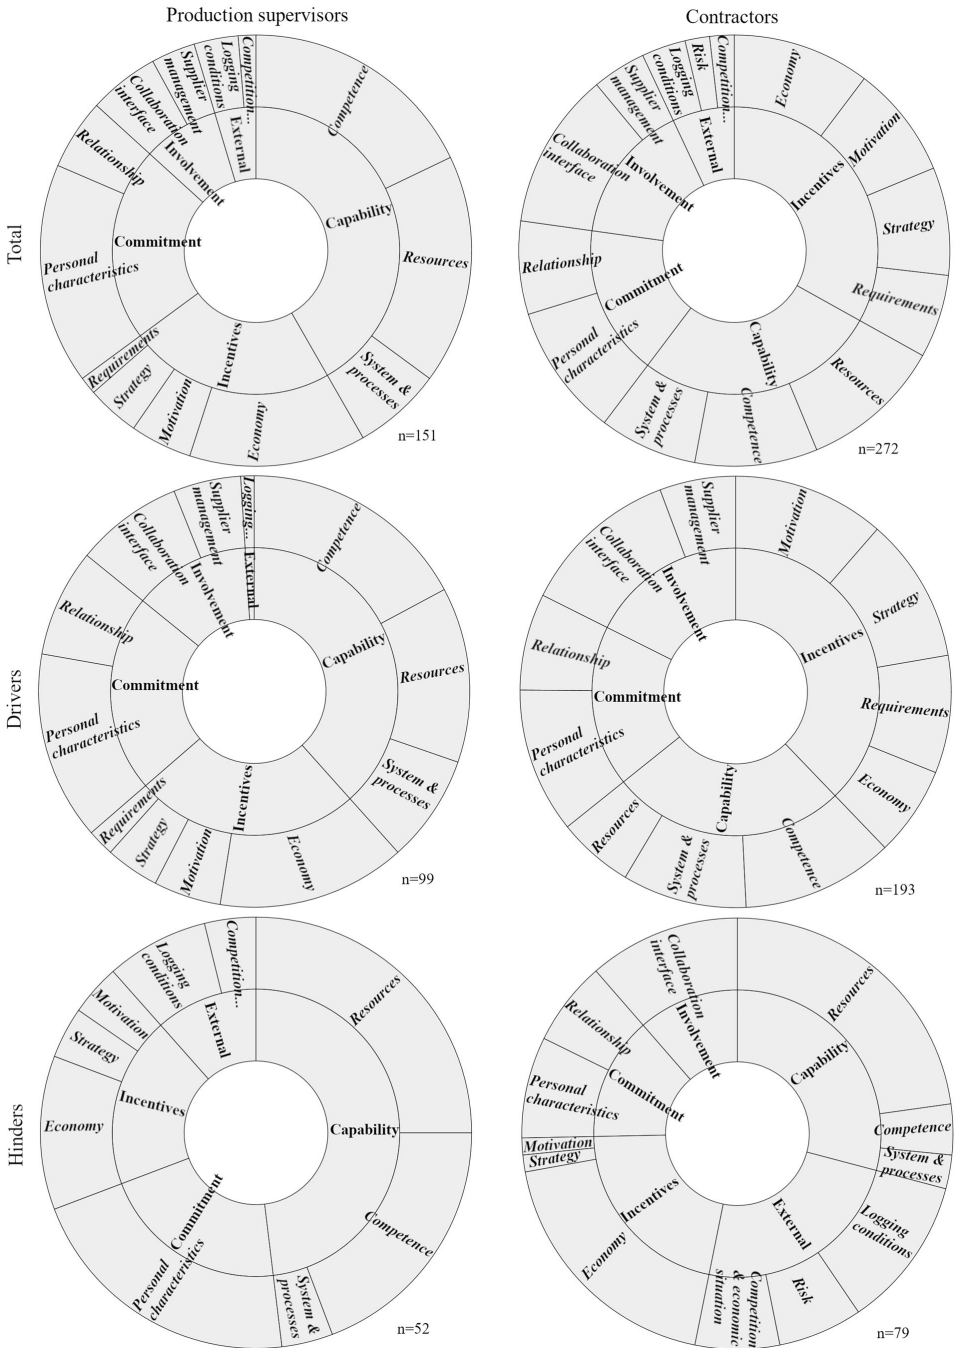 Production supervisors
Contractors
Total
Competence
Resources
System &
processes
Economy
Motivation
Strategy
Requirements
Personal
characteristics
Relationship
Collaboration
interface
Supplier
management
Logging
conditions
Competition...
Capability
Incentives
Commitment
Involvement
External
n=151
Economy
Motivation
Strategy
Requirements
Resources
Competence
System &
processes
Personal
characteristics
Relationship
Collaboration
interface
Supplier
management
Logging
conditions
Risk
Competition...
Incentives
Capability
Commitment
Involvement
External
n=272
Drivers
Competence
Resources
System &
processes
Economy
Motivation
Strategy
Requirements
Personal
characteristics
Relationship
Collaboration
interface
Supplier
management
Logging...
Capability
Incentives
Commitment
Involvement
External
n=99
Motivation
Strategy
Requirements
Economy
Competence
System &
processes
Resources
Personal
characteristics
Relationship
Collaboration
interface
Supplier
management
Incentives
Capability
Commitment
Involvement
n=193
Hinders
Resources
Competence
System &
processes
Personal
characteristics
Economy
Strategy
Motivation
Logging
conditions
Competition...
Capability
Commitment
Incentives
External
n=52
Resources
Competence
System &
processes
Logging
conditions
Risk
Competition
& economic
situation
Economy
Strategy
Motivation
Personal
characteristics
Relationship
Collaboration
interface
Capability
External
Incentives
Commitment
Involvement
n=79